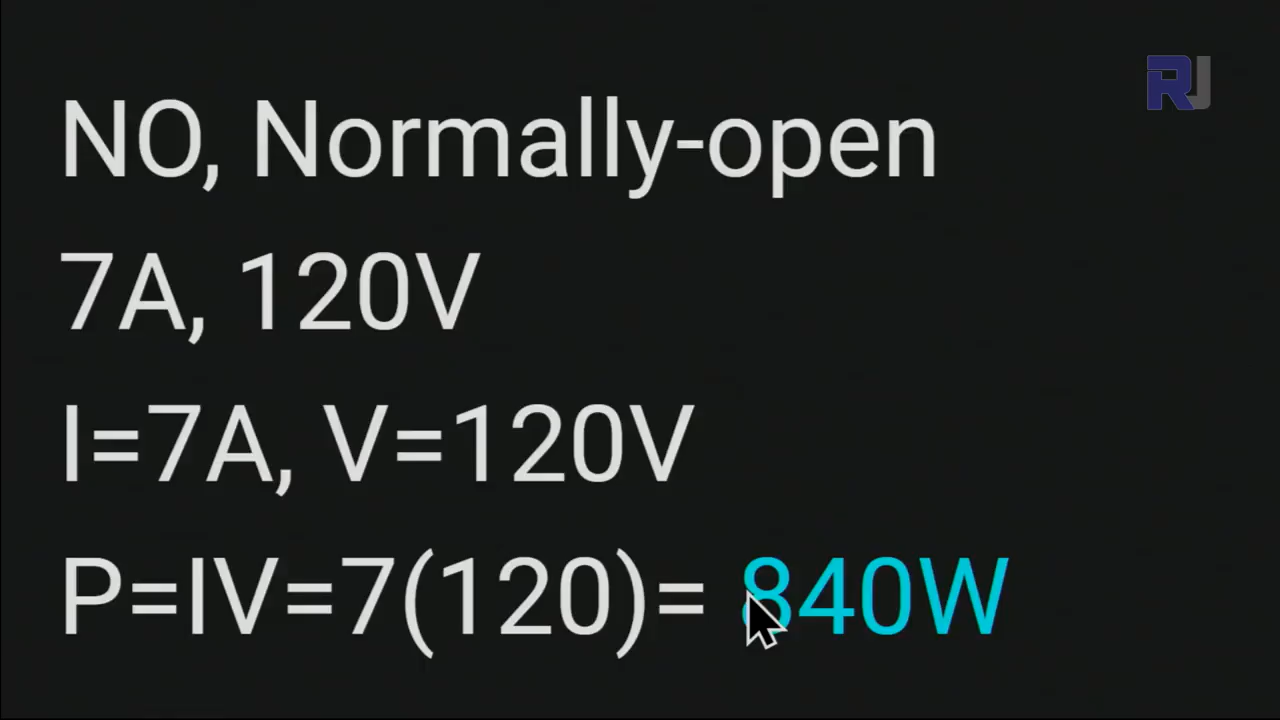 RJ
NO, Normally-open
7A, 120V
I=7A, V=120V
P=IV=7(120)= 840W